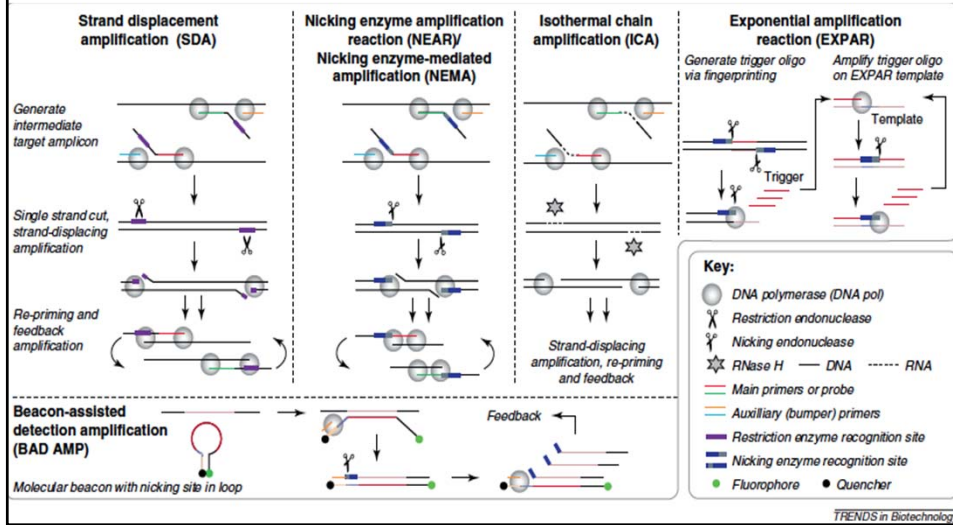 Strand displacement
amplification (SDA)
Nicking enzyme amplification
reaction (NEAR)/
Nicking enzyme-mediated
amplification (NEMA)
Isothermal chain
amplification (ICA)
Exponential amplification
reaction (EXPAR)
Generate trigger oligo
via fingerprinting
Amplify trigger oligo
on EXPAR template
Generate
intermediate
target amplicon
Template
Trigger
Single strand cut,
strand-displacing
amplification
Re-priming and
feedback
amplification
Strand-displacing
amplification, re-priming
and feedback
Key:
DNA polymerase (DNA pol)
Restriction endonuclease
Nicking endonuclease
RNase H DNA RNA
Main primers or probe
Auxilliary (bumper) primers
Restriction enzyme recognition site
Nicking enzyme recognition site
Fluorophore Quencher
Beacon-assisted
detection amplification
(BAD AMP)
Feedback
Molecular beacon with nicking site in loop
TRENDS in Biotechnolog